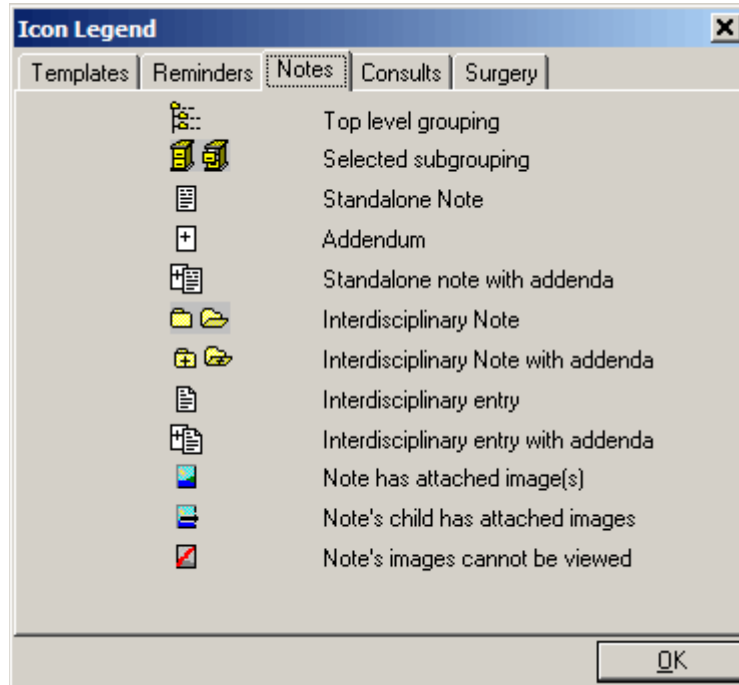 Icon Legend
Templates Reminders Notes Consults Surgery
Top level grouping
Selected subgrouping
Standalone Note
Addendum
Standalone note with addenda
Interdisciplinary Note
Interdisciplinary Note with addenda
Interdisciplinary entry
Interdisciplinary entry with addenda
Note has attached image(s)
Note's child has attached images
Note's images cannot be viewed
OK